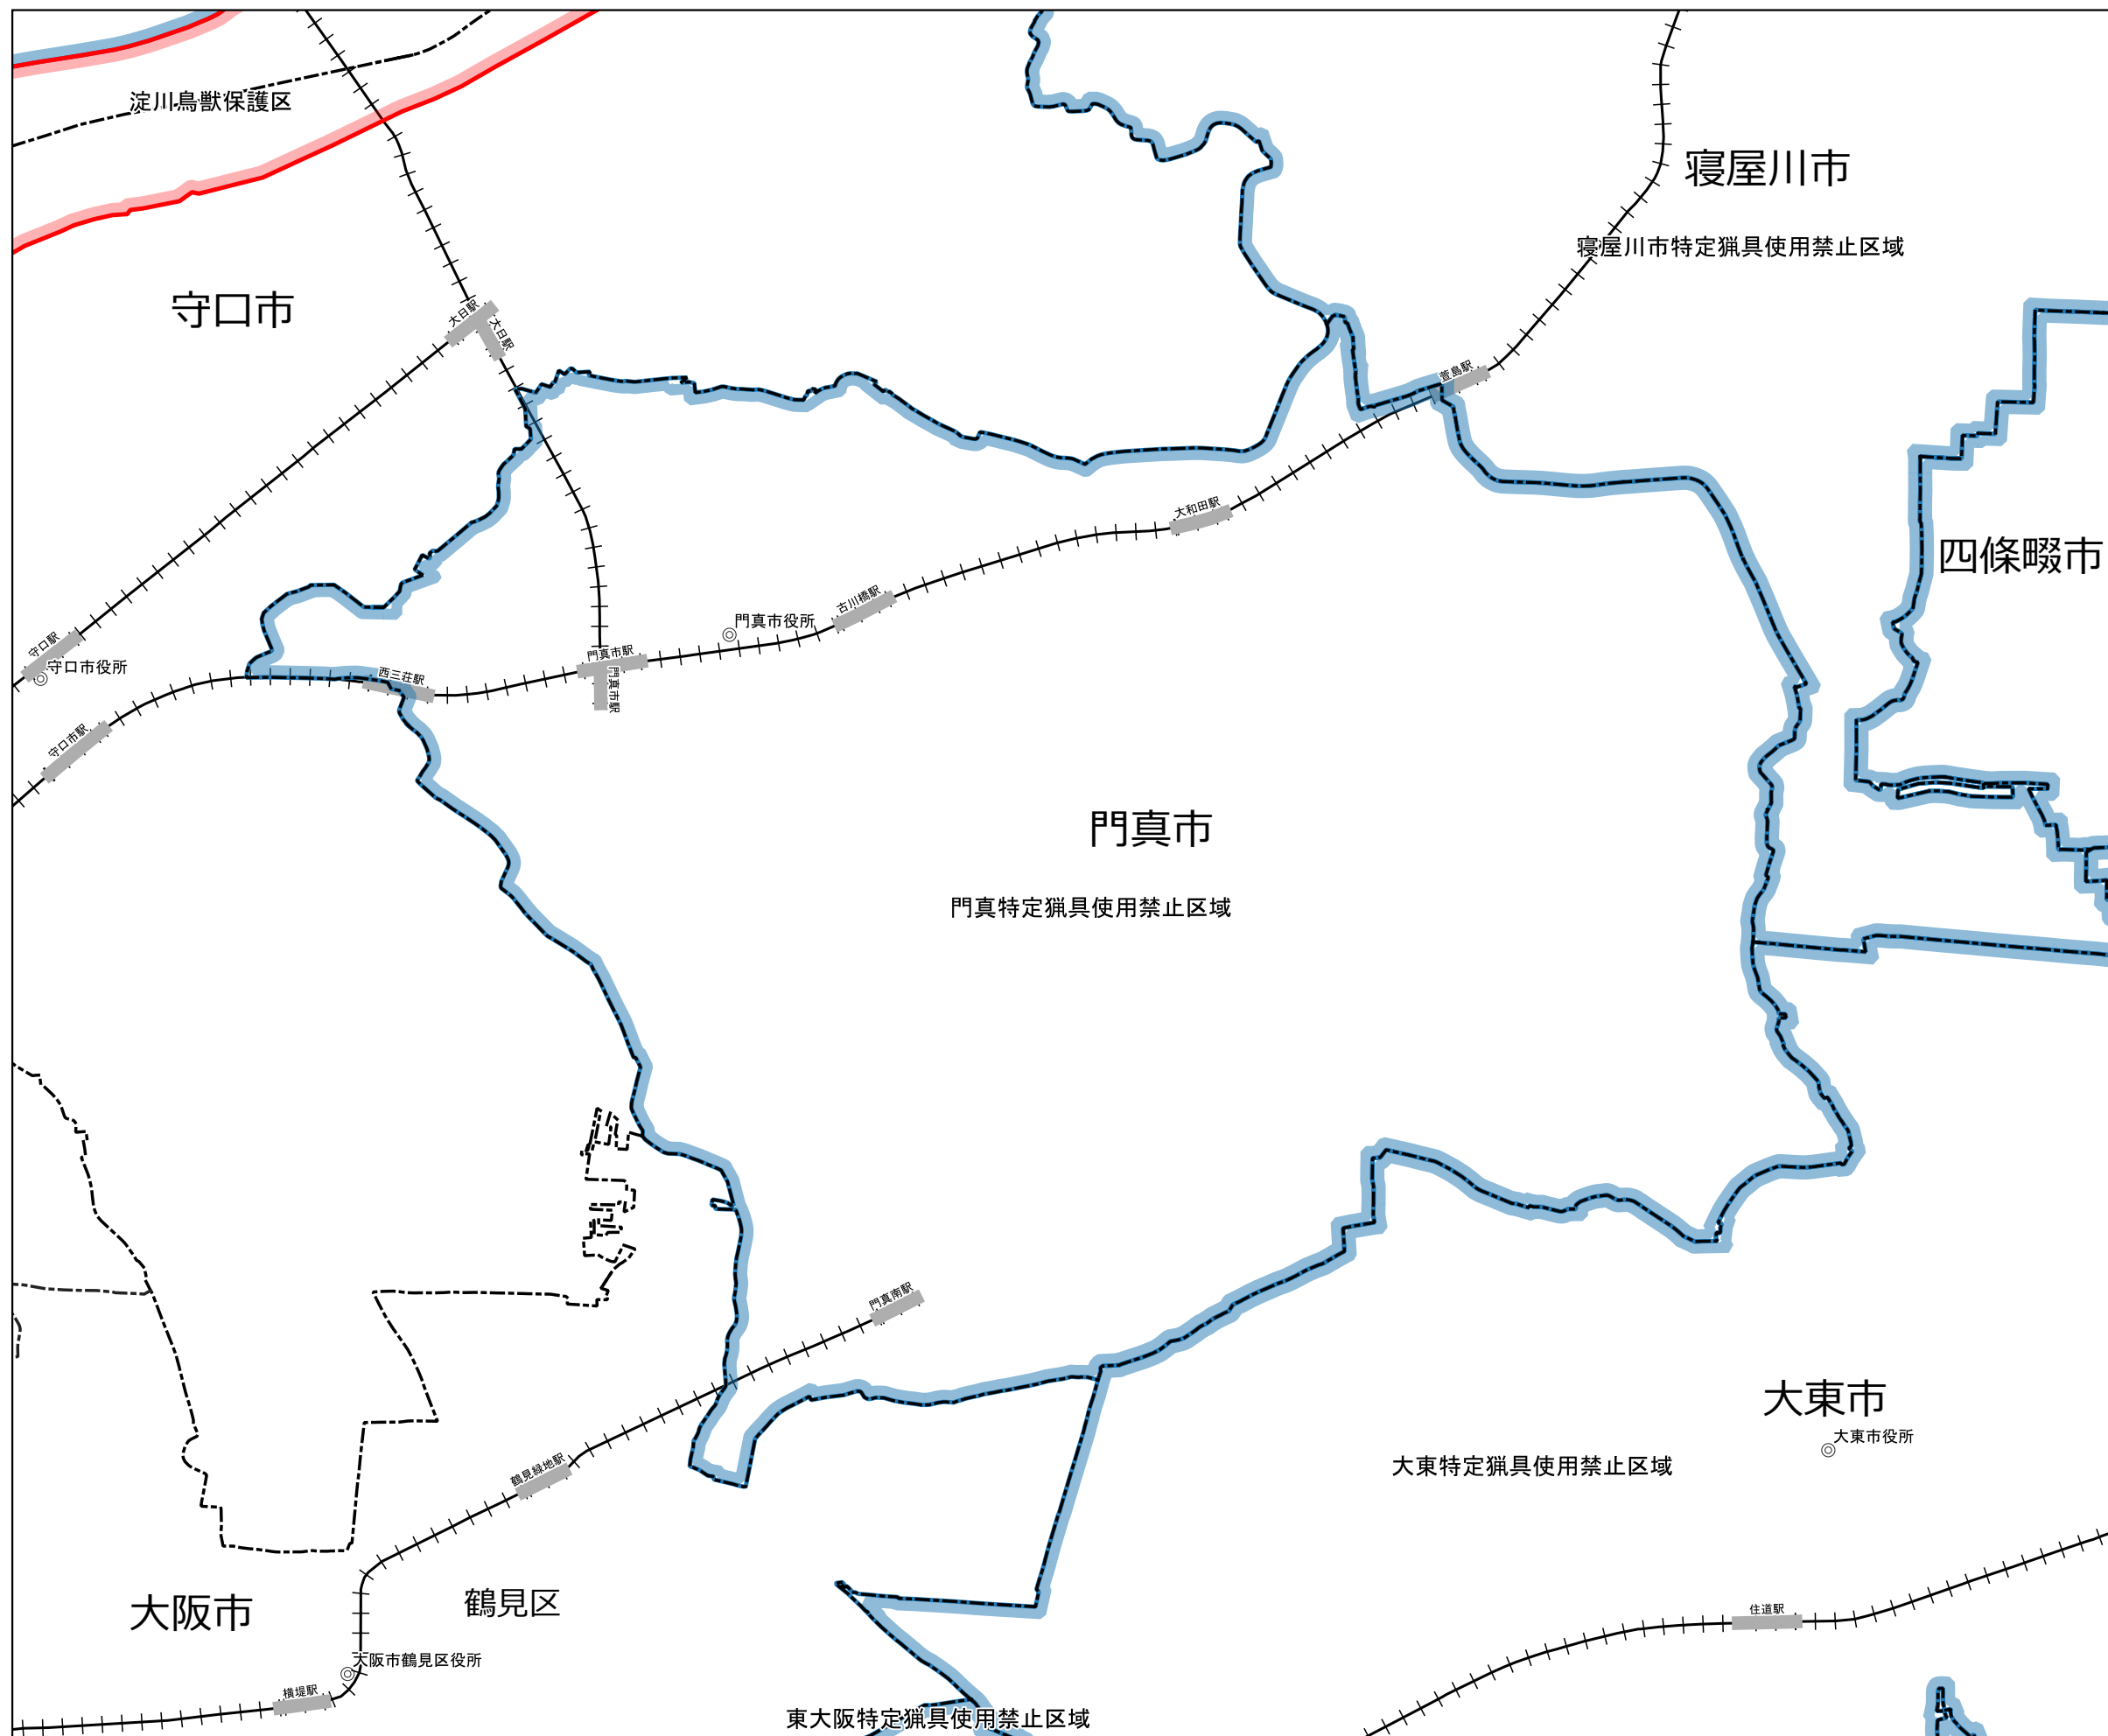 淀川鳥獣保護区
寝屋川市
寝屋川市特定猟具使用禁止区域
守口市
大日駅
大日駅
萱島駅
大和田駅
四條畷市
古川橋駅
門真市役所
守口駅
守口市役所
門真市駅
門真市駅
西三荘駅
守口市駅
門真市
門真特定猟具使用禁止区域
門真南駅
大東市
大東市役所
大東特定猟具使用禁止区域
鶴見緑地駅
大阪市
鶴見区
住道駅
大阪市鶴見区役所
横堤駅
東大阪特定猟具使用禁止区域